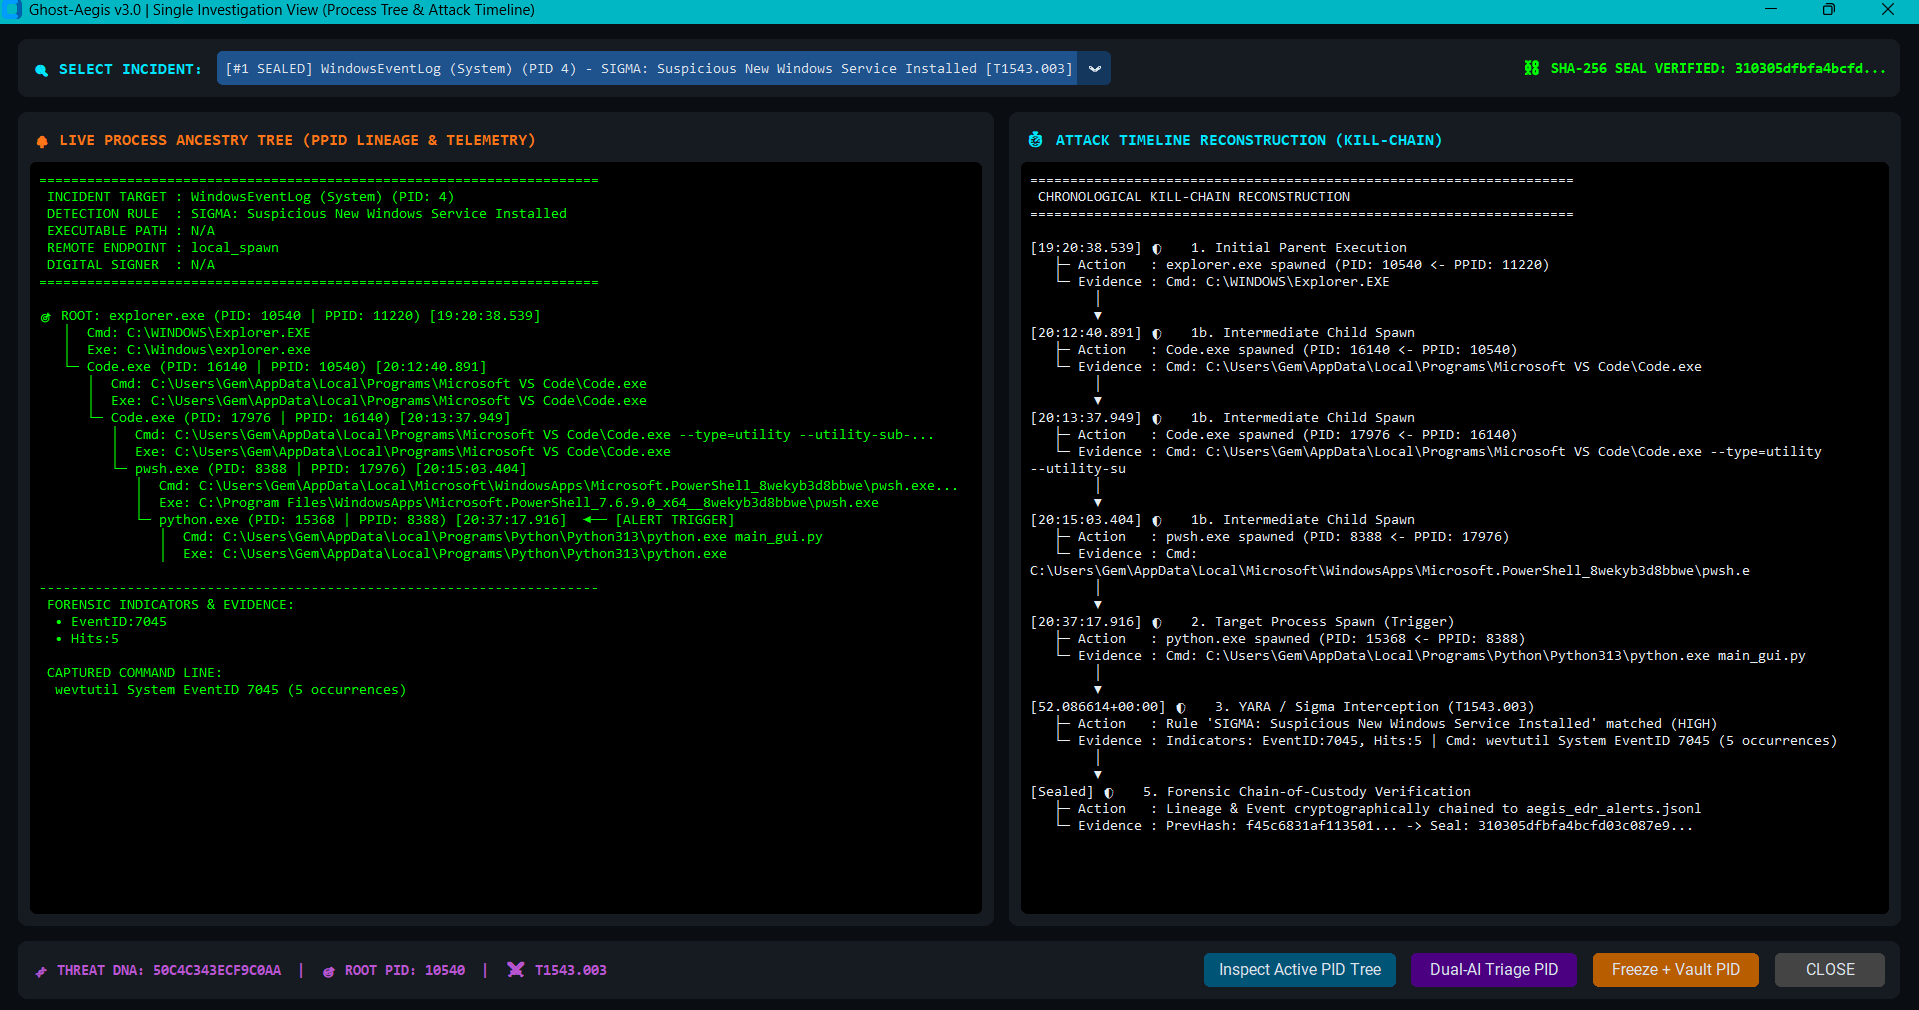 Ghost-Aegis v3.0 | Single Investigation View (Process Tree & Attack Timeline)
SELECT INCIDENT:
[#1 SEALED] WindowsEventLog (System) (PID 4) - SIGMA: Suspicious New Windows Service Installed [T1543.003]
SHA-256 SEAL VERIFIED: 310305dfbfa4bcfd...
LIVE PROCESS ANCESTRY TREE (PPID LINEAGE & TELEMETRY)
======================================================================
INCIDENT TARGET : WindowsEventLog (System) (PID: 4)
DETECTION RULE  : SIGMA: Suspicious New Windows Service Installed
EXECUTABLE PATH : N/A
REMOTE ENDPOINT : local_spawn
DIGITAL SIGNER  : N/A
======================================================================
ROOT: explorer.exe (PID: 10540 | PPID: 11220) [19:20:38.539]
│  Cmd: C:\WINDOWS\Explorer.EXE
│  Exe: C:\Windows\explorer.exe
└─ Code.exe (PID: 16140 | PPID: 10540) [20:12:40.891]
│  Cmd: C:\Users\Gem\AppData\Local\Programs\Microsoft VS Code\Code.exe
│  Exe: C:\Users\Gem\AppData\Local\Programs\Microsoft VS Code\Code.exe
└─ Code.exe (PID: 17976 | PPID: 16140) [20:13:37.949]
│  Cmd: C:\Users\Gem\AppData\Local\Programs\Microsoft VS Code\Code.exe --type=utility --utility-sub-...
│  Exe: C:\Users\Gem\AppData\Local\Programs\Microsoft VS Code\Code.exe
└─ pwsh.exe (PID: 8388 | PPID: 17976) [20:15:03.404]
│  Cmd: C:\Users\Gem\AppData\Local\Microsoft\WindowsApps\Microsoft.PowerShell_8wekyb3d8bbwe\pwsh.exe...
│  Exe: C:\Program Files\WindowsApps\Microsoft.PowerShell_7.6.9.0_x64__8wekyb3d8bbwe\pwsh.exe
└─ python.exe (PID: 15368 | PPID: 8388) [20:37:17.916]  ◄── [ALERT TRIGGER]
│  Cmd: C:\Users\Gem\AppData\Local\Programs\Python\Python313\python.exe main_gui.py
│  Exe: C:\Users\Gem\AppData\Local\Programs\Python\Python313\python.exe
----------------------------------------------------------------------
FORENSIC INDICATORS & EVIDENCE:
• EventID:7045
• Hits:5
CAPTURED COMMAND LINE:
wevtutil System EventID 7045 (5 occurrences)
ATTACK TIMELINE RECONSTRUCTION (KILL-CHAIN)
====================================================================
CHRONOLOGICAL KILL-CHAIN RECONSTRUCTION
====================================================================
[19:20:38.539] ◐   1. Initial Parent Execution
├─ Action   : explorer.exe spawned (PID: 10540 <- PPID: 11220)
└─ Evidence : Cmd: C:\WINDOWS\Explorer.EXE
│
▼
[20:12:40.891] ◐   1b. Intermediate Child Spawn
├─ Action   : Code.exe spawned (PID: 16140 <- PPID: 10540)
└─ Evidence : Cmd: C:\Users\Gem\AppData\Local\Programs\Microsoft VS Code\Code.exe
│
▼
[20:13:37.949] ◐   1b. Intermediate Child Spawn
├─ Action   : Code.exe spawned (PID: 17976 <- PPID: 16140)
└─ Evidence : Cmd: C:\Users\Gem\AppData\Local\Programs\Microsoft VS Code\Code.exe --type=utility
--utility-su
│
▼
[20:15:03.404] ◐   1b. Intermediate Child Spawn
├─ Action   : pwsh.exe spawned (PID: 8388 <- PPID: 17976)
└─ Evidence : Cmd:
C:\Users\Gem\AppData\Local\Microsoft\WindowsApps\Microsoft.PowerShell_8wekyb3d8bbwe\pwsh.e
│
▼
[20:37:17.916] ◐   2. Target Process Spawn (Trigger)
├─ Action   : python.exe spawned (PID: 15368 <- PPID: 8388)
└─ Evidence : Cmd: C:\Users\Gem\AppData\Local\Programs\Python\Python313\python.exe main_gui.py
│
▼
[52.086614+00:00] ◐   3. YARA / Sigma Interception (T1543.003)
├─ Action   : Rule 'SIGMA: Suspicious New Windows Service Installed' matched (HIGH)
└─ Evidence : Indicators: EventID:7045, Hits:5 | Cmd: wevtutil System EventID 7045 (5 occurrences)
│
▼
[Sealed] ◐   5. Forensic Chain-of-Custody Verification
├─ Action   : Lineage & Event cryptographically chained to aegis_edr_alerts.jsonl
└─ Evidence : PrevHash: f45c6831af113501... -> Seal: 310305dfbfa4bcfd03c087e9...
THREAT DNA: 50C4C343ECF9C0AA | ROOT PID: 10540 | T1543.003
Inspect Active PID Tree
Dual-AI Triage PID
Freeze + Vault PID
CLOSE